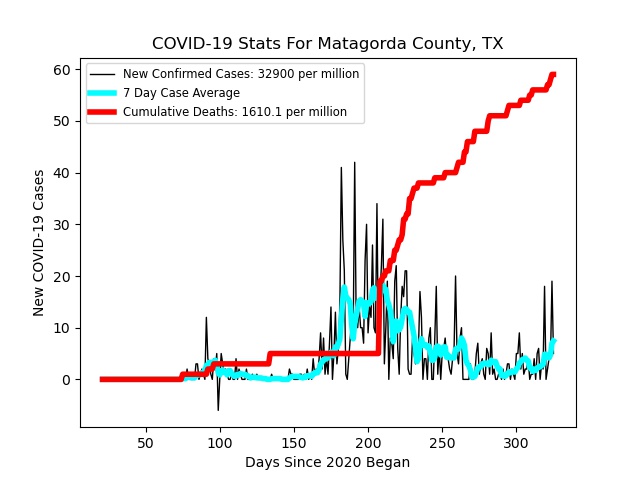 COVID-19 Stats For Matagorda County, TX
New Confirmed Cases: 32900 per million
7 Day Case Average
Cumulative Deaths: 1610.1 per million
60
50
40
30
20
10
0
New COVID-19 Cases
50
100
150
200
250
300
Days Since 2020 Began